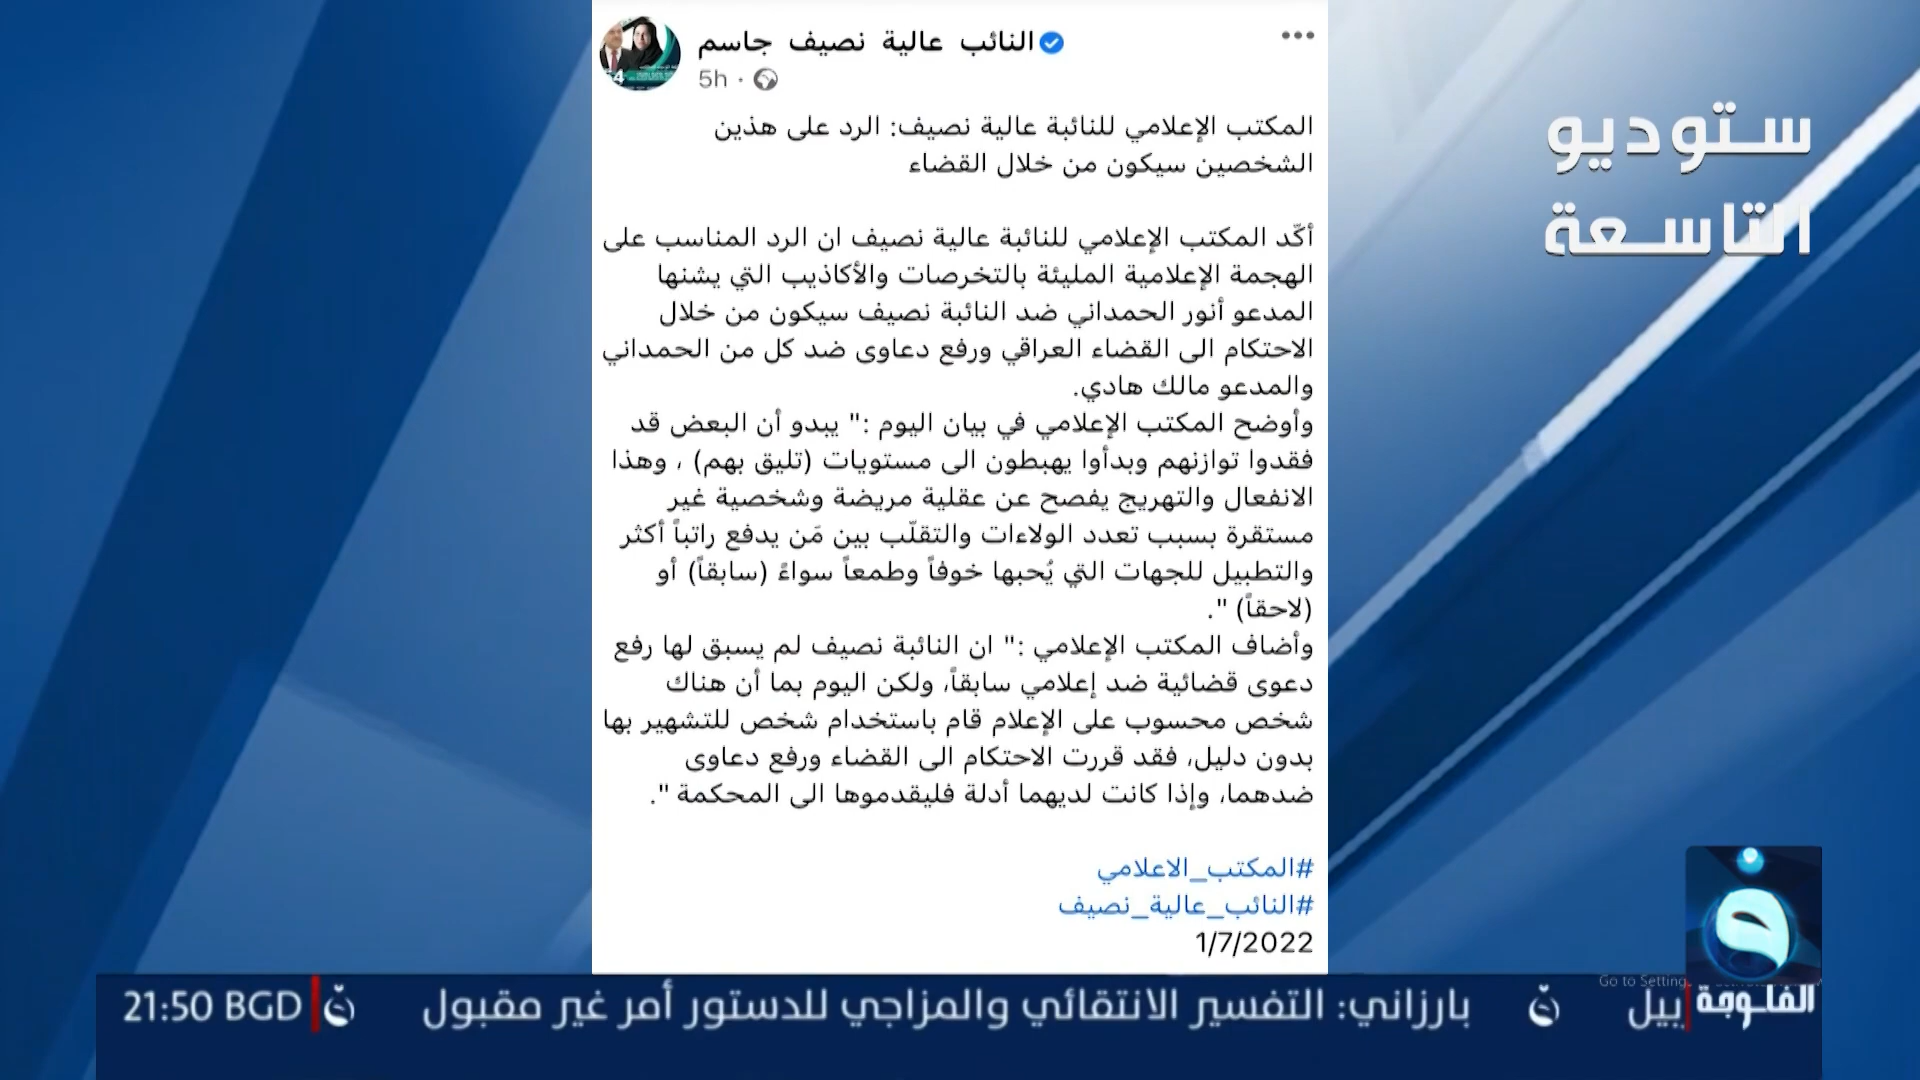 النائب عالية نصيف جاسم
5h ·
المكتب الإعلامي للنائبة عالية نصيف: الرد على هذين
الشخصين سيكون من خلال القضاء
أكّد المكتب الإعلامي للنائبة عالية نصيف ان الرد المناسب على
الهجمة الإعلامية المليئة بالتخرصات والأكاذيب التي يشنها
المدعو أنور الحمداني ضد النائبة نصيف سيكون من خلال
الاحتكام الى القضاء العراقي ورفع دعاوى ضد كل من الحمداني
والمدعو مالك هادي.
وأوضح المكتب الإعلامي في بيان اليوم :" يبدو أن البعض قد
فقدوا توازنهم وبدأوا يهبطون الى مستويات (تليق بهم) ، وهذا
الانفعال والتهريج يفصح عن عقلية مريضة وشخصية غير
مستقرة بسبب تعدد الولاءات والتقلّب بين مَن يدفع راتباً أكثر
والتطبيل للجهات التي يُحبها خوفاً وطمعاً سواءً (سابقاً) أو
(لاحقاً) ".
وأضاف المكتب الإعلامي :" ان النائبة نصيف لم يسبق لها رفع
دعوى قضائية ضد إعلامي سابقاً، ولكن اليوم بما أن هناك
شخص محسوب على الإعلام قام باستخدام شخص للتشهير بها
بدون دليل، فقد قررت الاحتكام الى القضاء ورفع دعاوى
ضدهما، وإذا كانت لديهما أدلة فليقدموها الى المحكمة ".
#المكتب_الاعلامي
#النائب_عالية_نصيف
1/7/2022
ستوديو
التاسعة
Go to Setting
الفلوجة
بيل
بارزاني: التفسير الانتقائي والمزاجي للدستور أمر غير مقبول
21:50 BGD